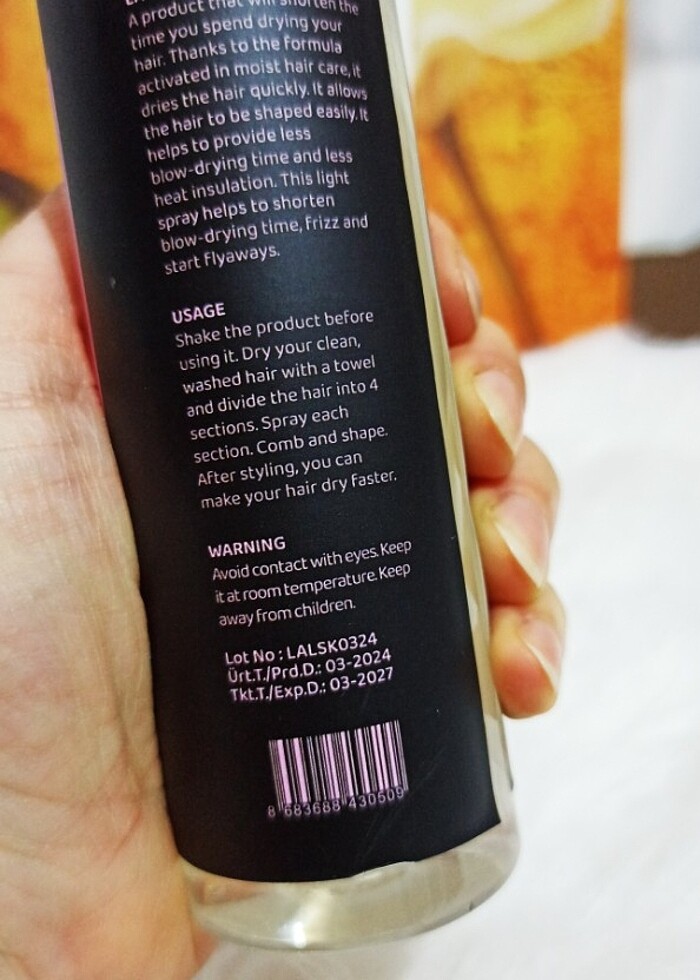 A product that will shorten the
time you spend drying your
hair. Thanks to the formula
activated in moist hair care, it
dries the hair quickly. It allows
the hair to be shaped easily. It
helps to provide less
blow-drying time and less
heat insulation. This light
spray helps to shorten
blow-drying time, frizz and
start flyaways.
USAGE
Shake the product before
using it. Dry your clean,
washed hair with a towel
and divide the hair into 4
sections. Spray each
section. Comb and shape.
After styling, you can
make your hair dry faster.
WARNING
Avoid contact with eyes. Keep
it at room temperature. Keep
away from children.
Lot No : LALSK0324
Ürt.T./Prd.D.: 03-2024
Tkt.T./Exp.D.: 03-2027
8 683688 430509